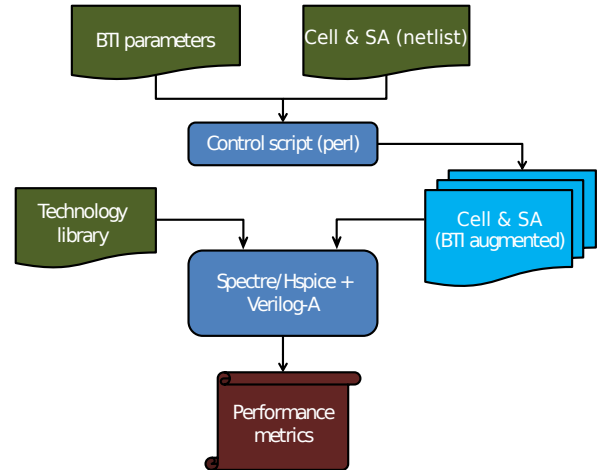 BTI parameters
Cell & SA (netlist)
Control script (perl)
Technology
library
Cell & SA
(BTI augmented)
Spectre/Hspice +
Verilog-A
Performance
metrics